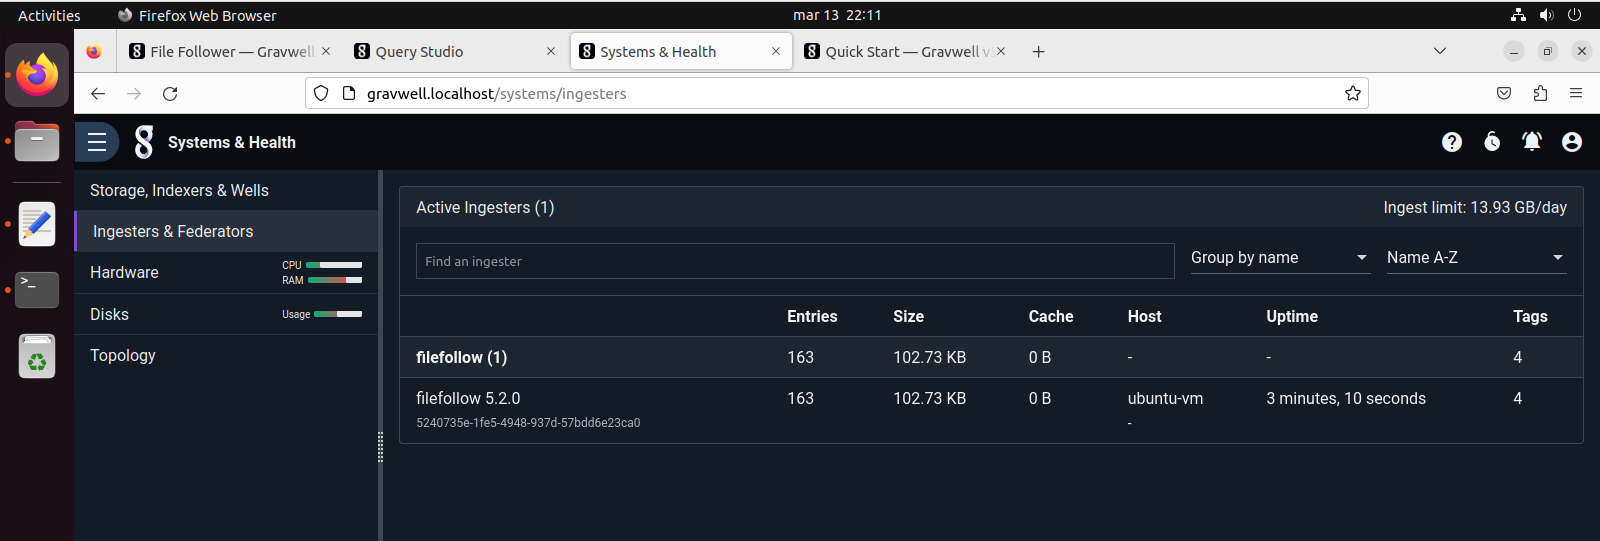 Activities Firefox Web Browser mar 13 22:11
File Follower — Gravwell Query Studio Systems & Health Quick Start — Gravwell v
gravwell.localhost/systems/ingesters
Systems & Health
Storage, Indexers & Wells
Ingesters & Federators
Hardware CPU
RAM
Disks Usage
Topology
Active Ingesters (1) Ingest limit: 13.93 GB/day
Find an ingester Group by name Name A-Z
Entries Size Cache Host Uptime Tags
filefollow (1) 163 102.73 KB 0 B - - 4
filefollow 5.2.0 163 102.73 KB 0 B ubuntu-vm 3 minutes, 10 seconds 4
5240735e-1fe5-4948-937d-57bdd6e23ca0 -